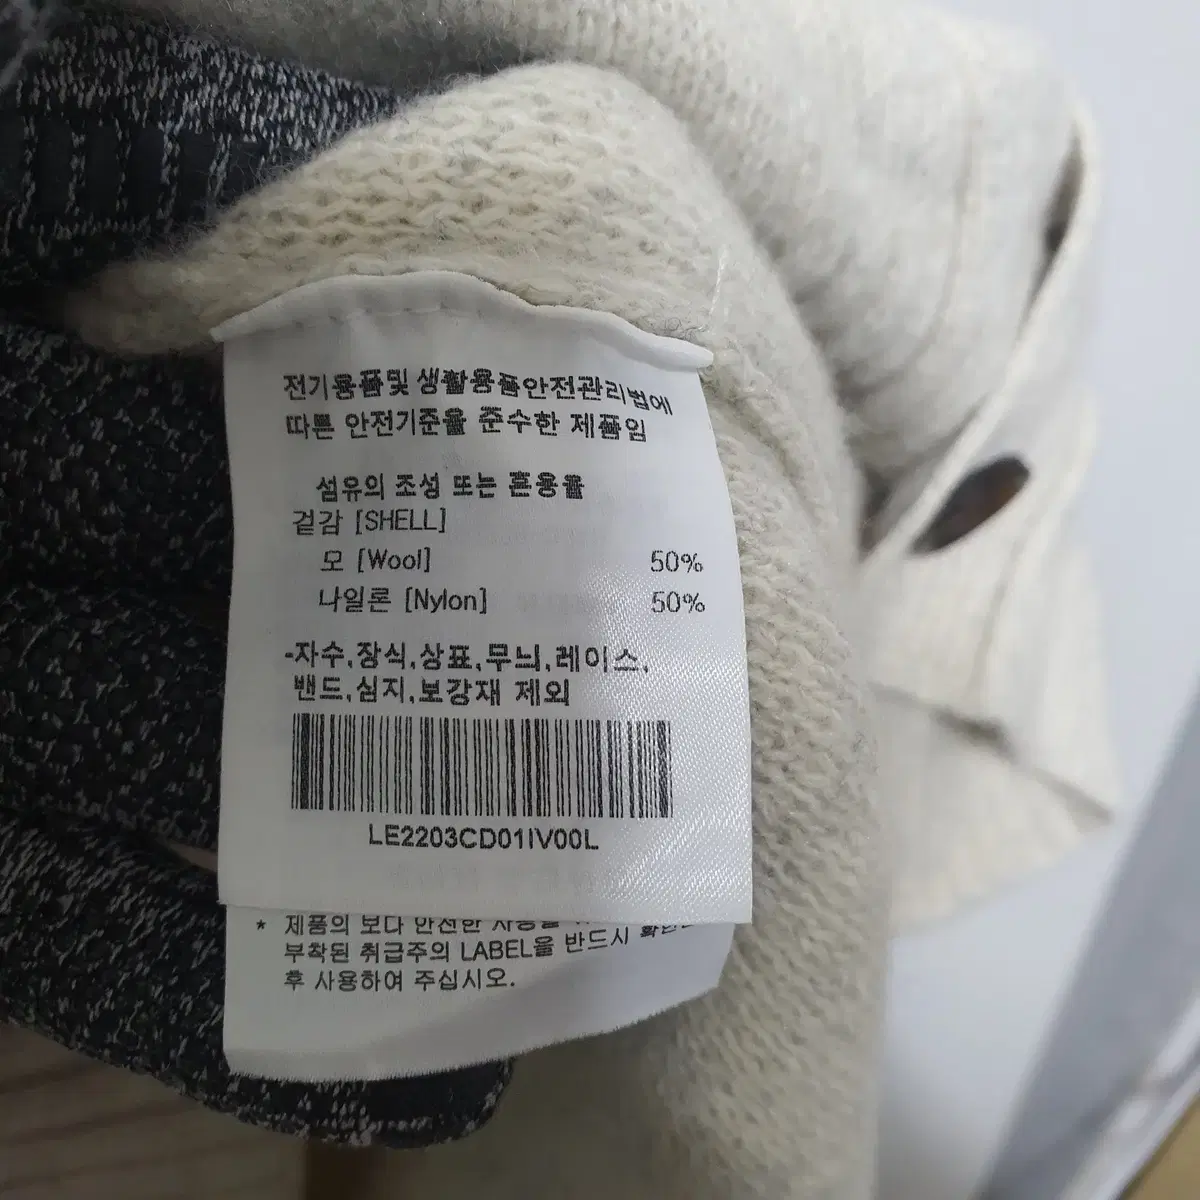 전기용품및 생활용품안전관리법에
따른 안전기준을 준수한 제품임
섬유의 조성 또는 혼용율
겉감 [SHELL]
모 [Wool] 50%
나일론 [Nylon] 50%
-자수,장식,상표,무늬,레이스,
밴드,심지,보강재 제외
LE2203CD01IV00L
* 제품의 보다 안전한 사용을
부착된 취급주의 LABEL을 반드시
후 사용하여 주십시오.